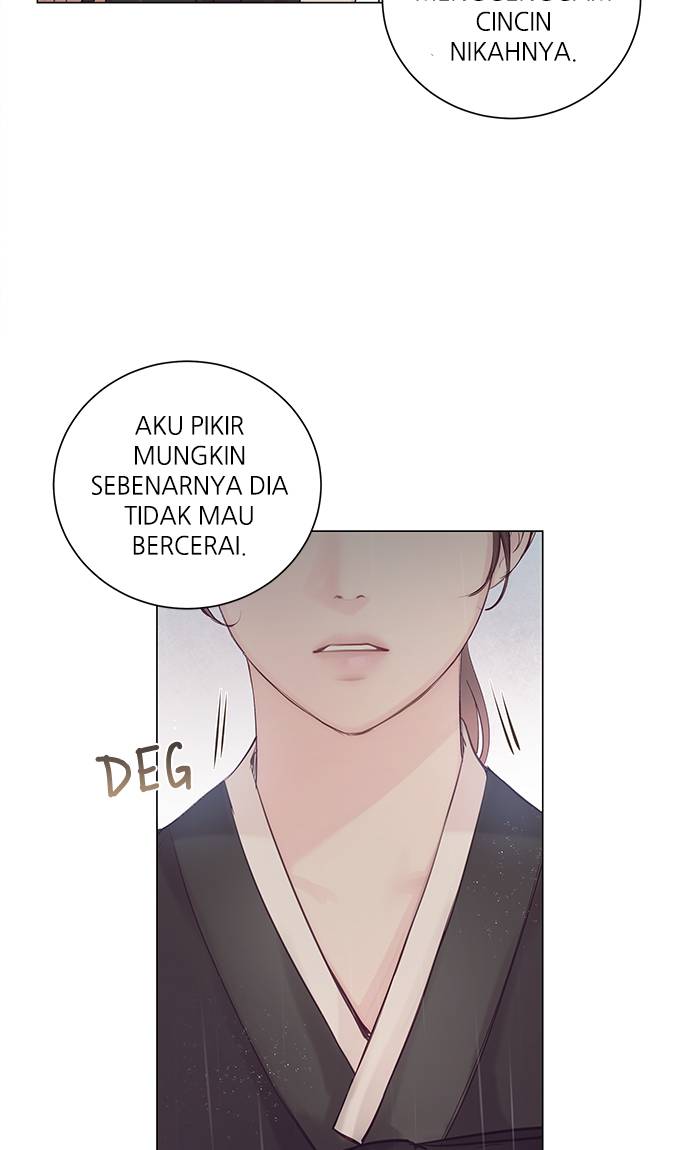 CINCIN
NIKAHNYA.
AKU PIKIR
MUNGKIN
SEBENARNYA DIA
TIDAK MAU
BERCERAI.
DEG